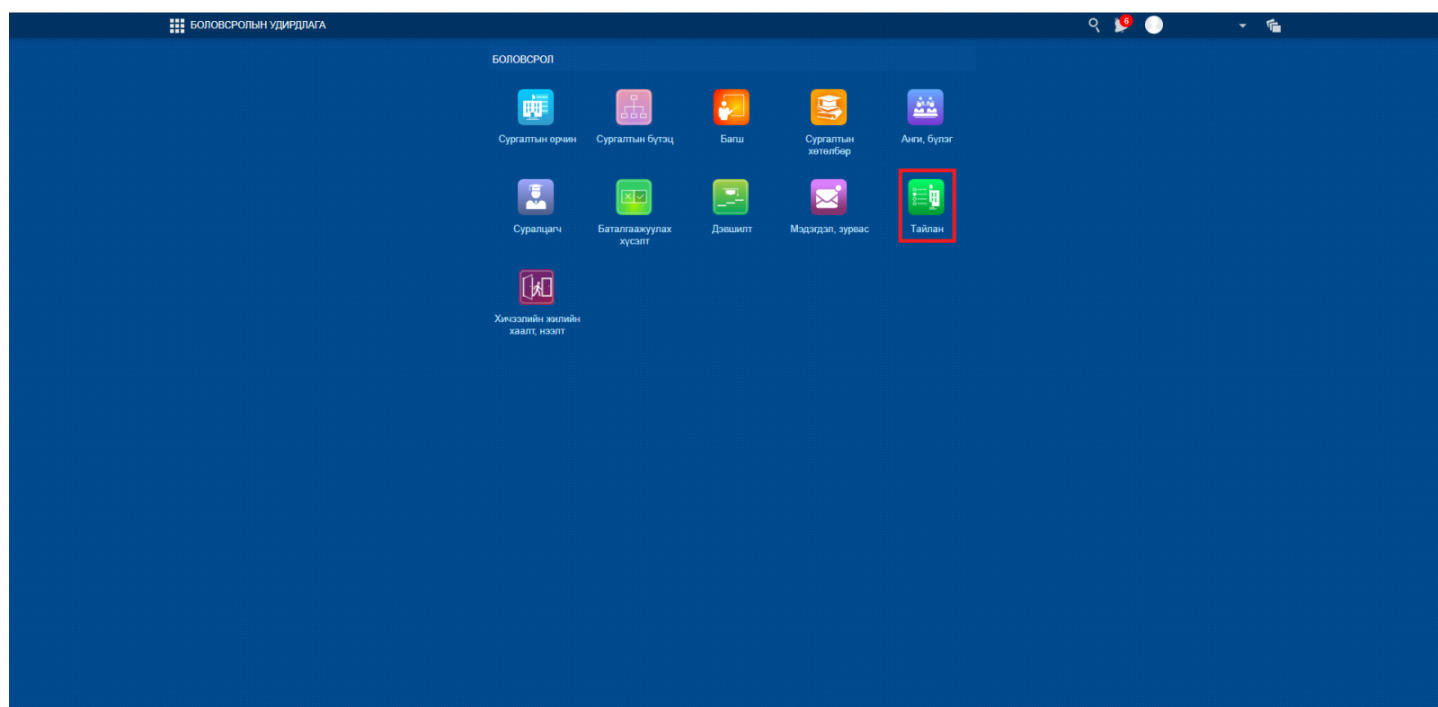 БОЛОВСРОЛЫН УДИРДЛАГА
6
БОЛОВСРОЛ
Сургалтын орчин
Сургалтын бүтэц
Багш
Сургалтын
хөтөлбөр
Анги, бүлэг
Суралцагч
Баталгаажуулах
хүсэлт
Дэвшилт
Мэдэгдэл, зурвас
Тайлан
Хичээлийн жилийн
хаалт, нээлт